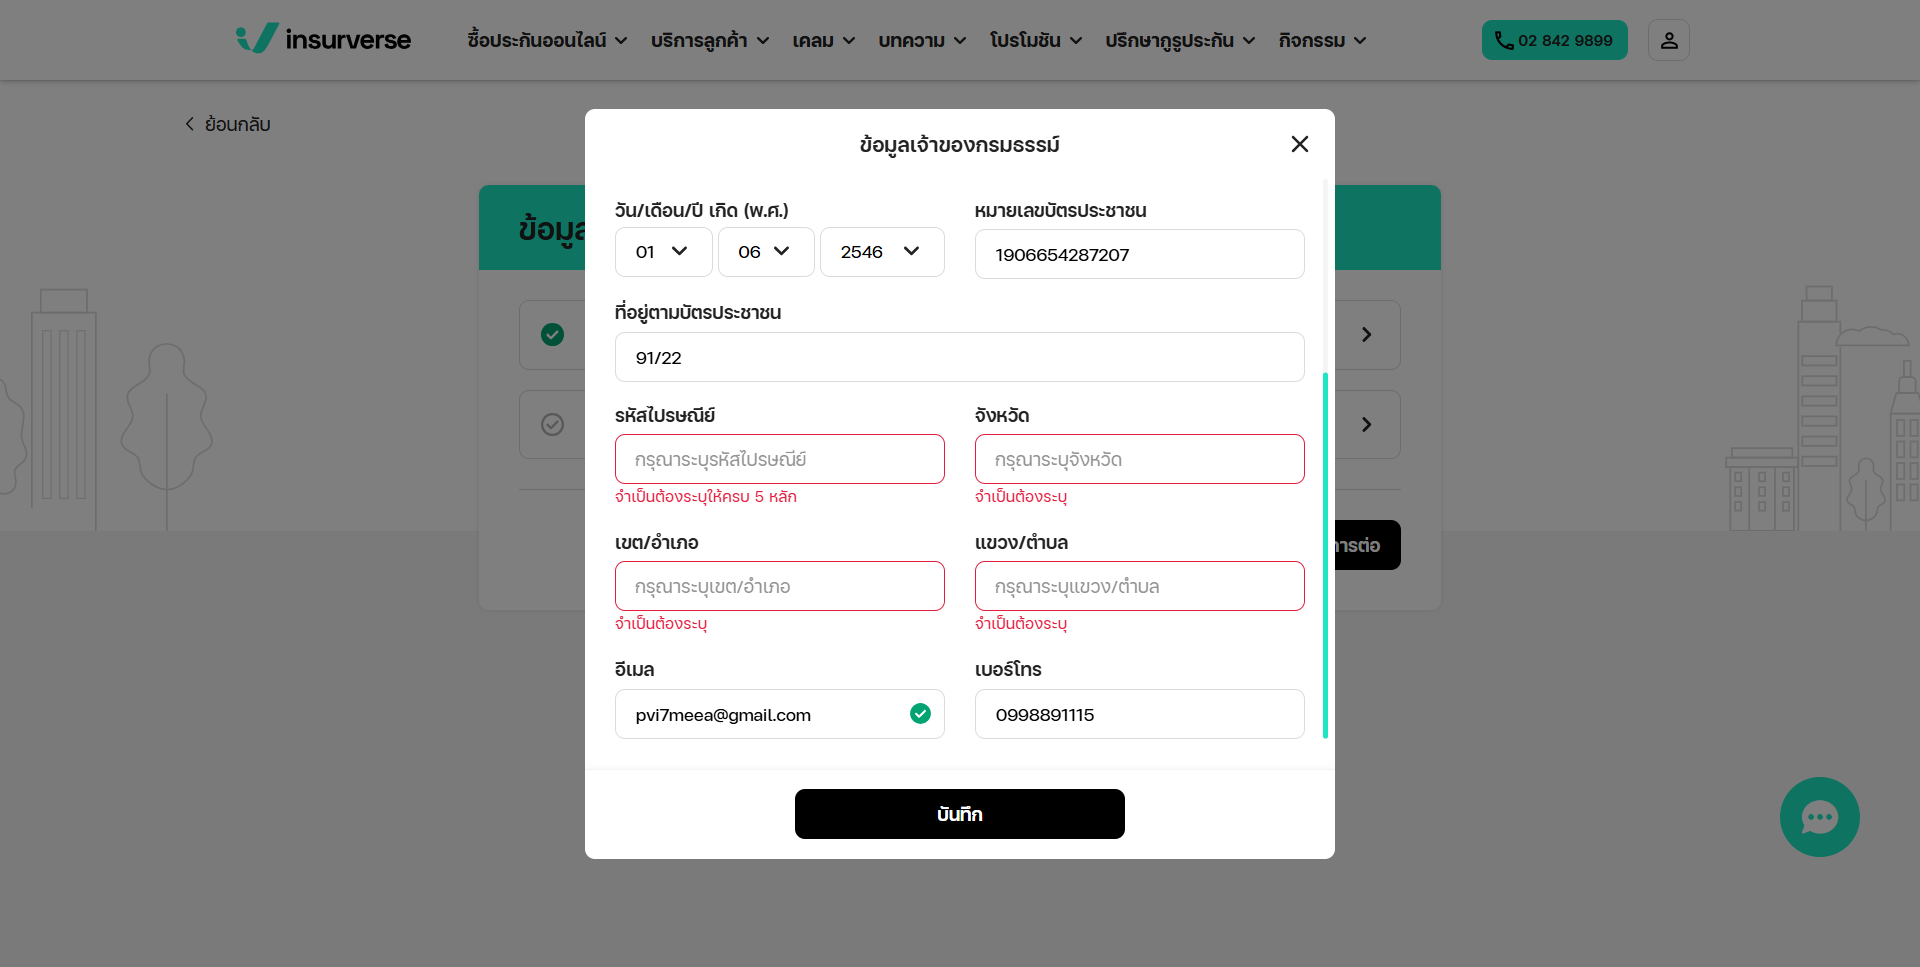 insurverse
ซื้อประกันออนไลน์ บริการลูกค้า เคลม บทความ โปรโมชัน ปรึกษากูรูประกัน กิจกรรม
02 842 9899
ย้อนกลับ
ข้อมูลเจ้าของกรมธรรม์
ข้อมูล
วัน/เดือน/ปี เกิด (พ.ศ.) หมายเลขบัตรประชาชน
01 06 2546 1906654287207
ที่อยู่ตามบัตรประชาชน
91/22
รหัสไปรษณีย์ จังหวัด
กรุณาระบุรหัสไปรษณีย์ กรุณาระบุจังหวัด
จำเป็นต้องระบุให้ครบ 5 หลัก จำเป็นต้องระบุ
เขต/อำเภอ แขวง/ตำบล
การต่อ
กรุณาระบุเขต/อำเภอ กรุณาระบุแขวง/ตำบล
จำเป็นต้องระบุ จำเป็นต้องระบุ
อีเมล เบอร์โทร
pvi7meea@gmail.com 0998891115
บันทึก